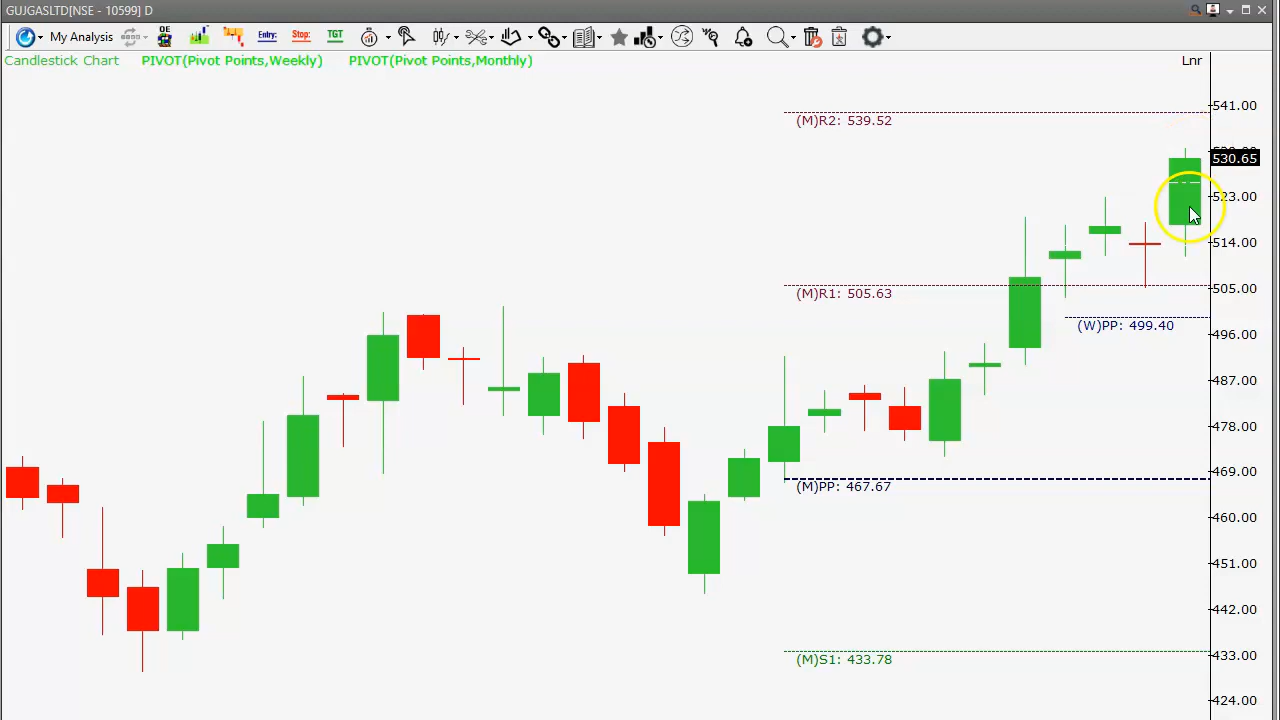 GUJGASLTD[NSE - 10599] D
My Analysis OE Entry: Stop: TGT
Candlestick Chart PIVOT(Pivot Points,Weekly) PIVOT(Pivot Points,Monthly) Lnr
541.00
(M)R2: 539.52
530.65
523.00
514.00
505.00
(M)R1: 505.63
(W)PP: 499.40
496.00
487.00
478.00
469.00
(M)PP: 467.67
460.00
451.00
442.00
433.00
(M)S1: 433.78
424.00